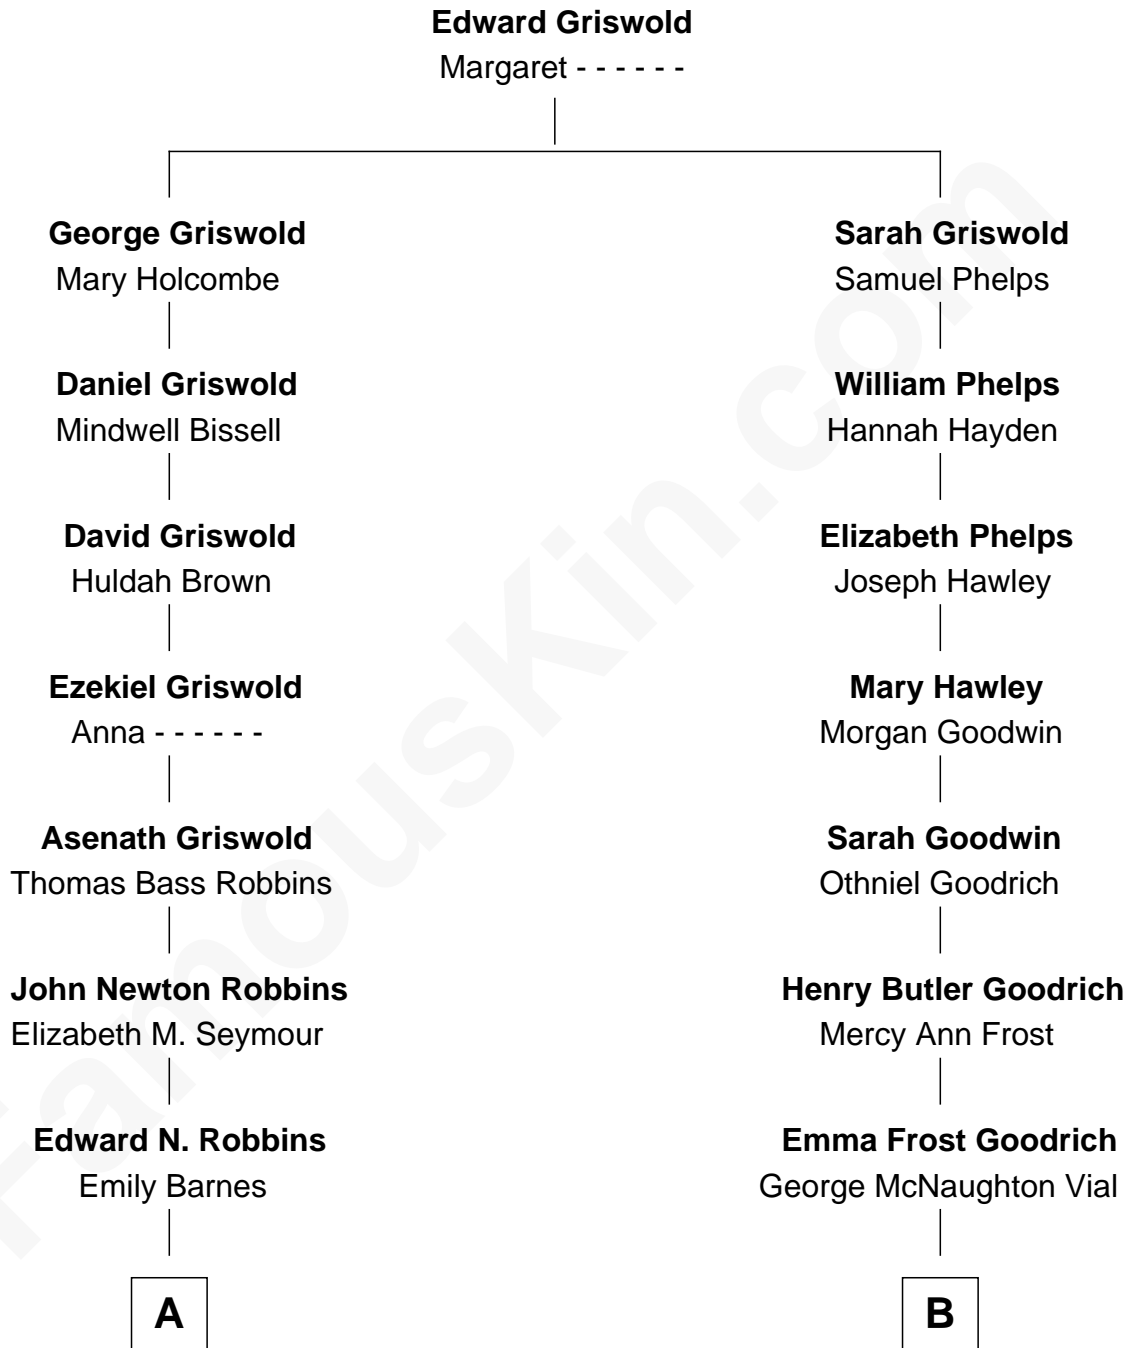 Edward Griswold
Margaret - - - - - -
George Griswold
Mary Holcombe
Sarah Griswold
Samuel Phelps
Daniel Griswold
Mindwell Bissell
William Phelps
Hannah Hayden
David Griswold
Huldah Brown
Elizabeth Phelps
Joseph Hawley
Ezekiel Griswold
Anna - - - - - -
Mary Hawley
Morgan Goodwin
Asenath Griswold
Thomas Bass Robbins
Sarah Goodwin
Othniel Goodrich
John Newton Robbins
Elizabeth M. Seymour
Henry Butler Goodrich
Mercy Ann Frost
Edward N. Robbins
Emily Barnes
Emma Frost Goodrich
George McNaughton Vial
A
B
FamousKin.com